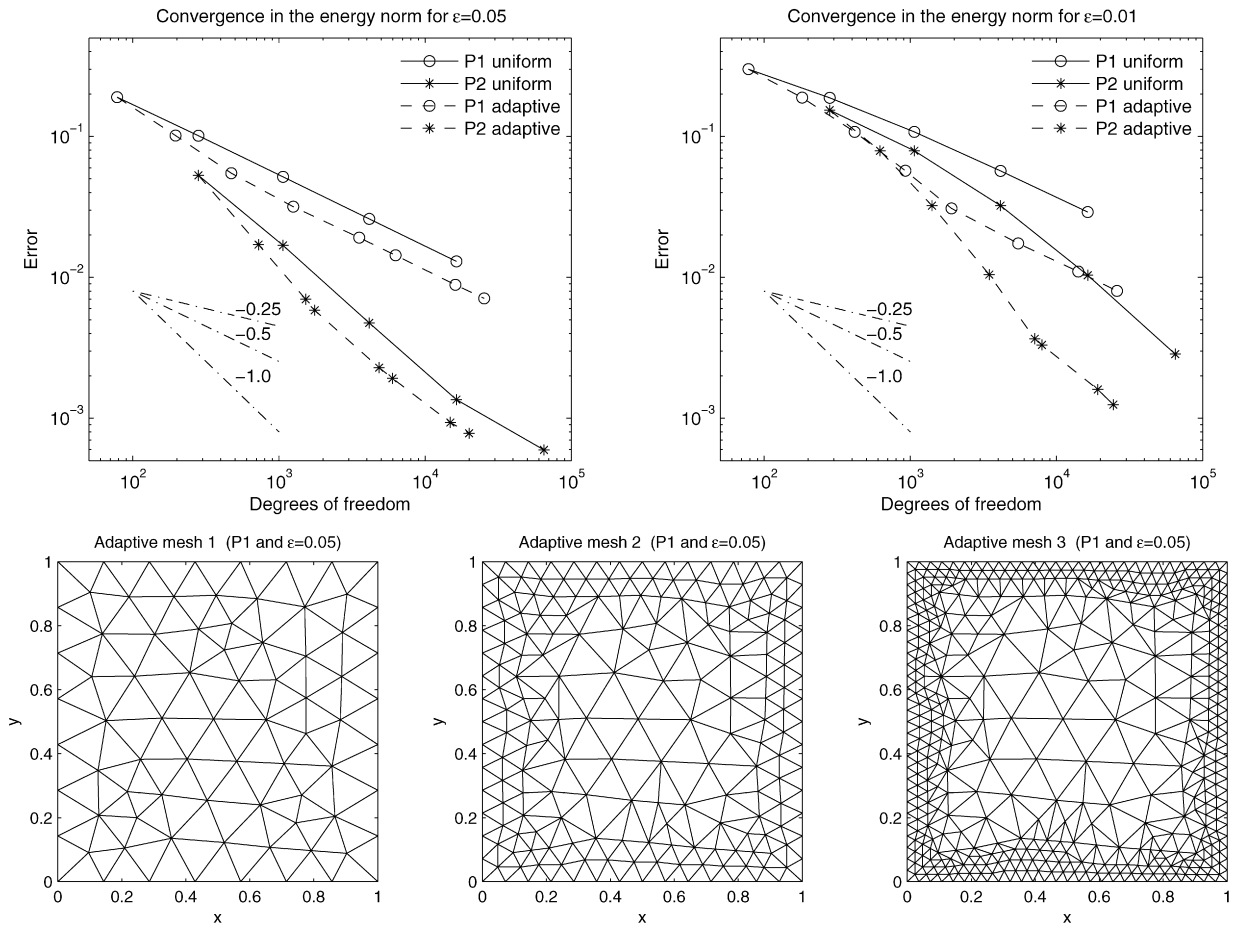 Convergence in the energy norm for ε=0.05
P1 uniform
P2 uniform
P1 adaptive
P2 adaptive
10^−1
10^−2
10^−3
Error
−0.25
−0.5
−1.0
10^2 10^3 10^4 10^5
Degrees of freedom
Convergence in the energy norm for ε=0.01
P1 uniform
P2 uniform
P1 adaptive
P2 adaptive
10^−1
10^−2
10^−3
Error
−0.25
−0.5
−1.0
10^2 10^3 10^4 10^5
Degrees of freedom
Adaptive mesh 1 (P1 and ε=0.05)
1
0.8
0.6
0.4
0.2
0
y
0 0.2 0.4 0.6 0.8 1
x
Adaptive mesh 2 (P1 and ε=0.05)
1
0.8
0.6
0.4
0.2
0
y
0 0.2 0.4 0.6 0.8 1
x
Adaptive mesh 3 (P1 and ε=0.05)
1
0.8
0.6
0.4
0.2
0
y
0 0.2 0.4 0.6 0.8 1
x